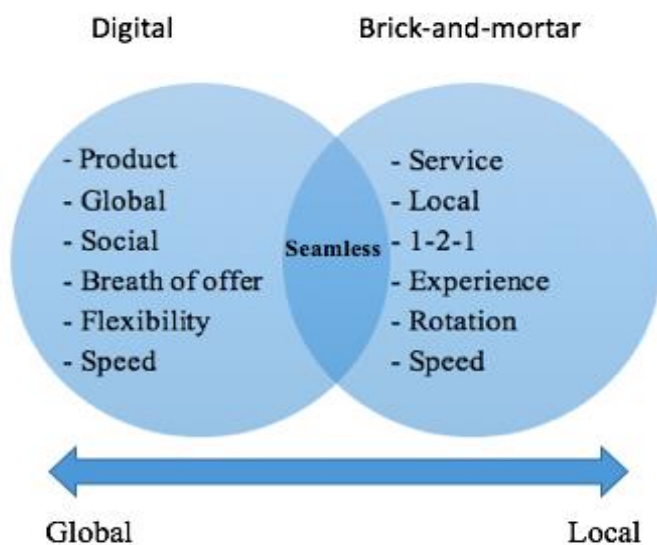 Digital
Brick-and-mortar
- Product
- Global
- Social
- Breath of offer
- Flexibility
- Speed
Seamless
- Service
- Local
- 1-2-1
- Experience
- Rotation
- Speed
Global
Local